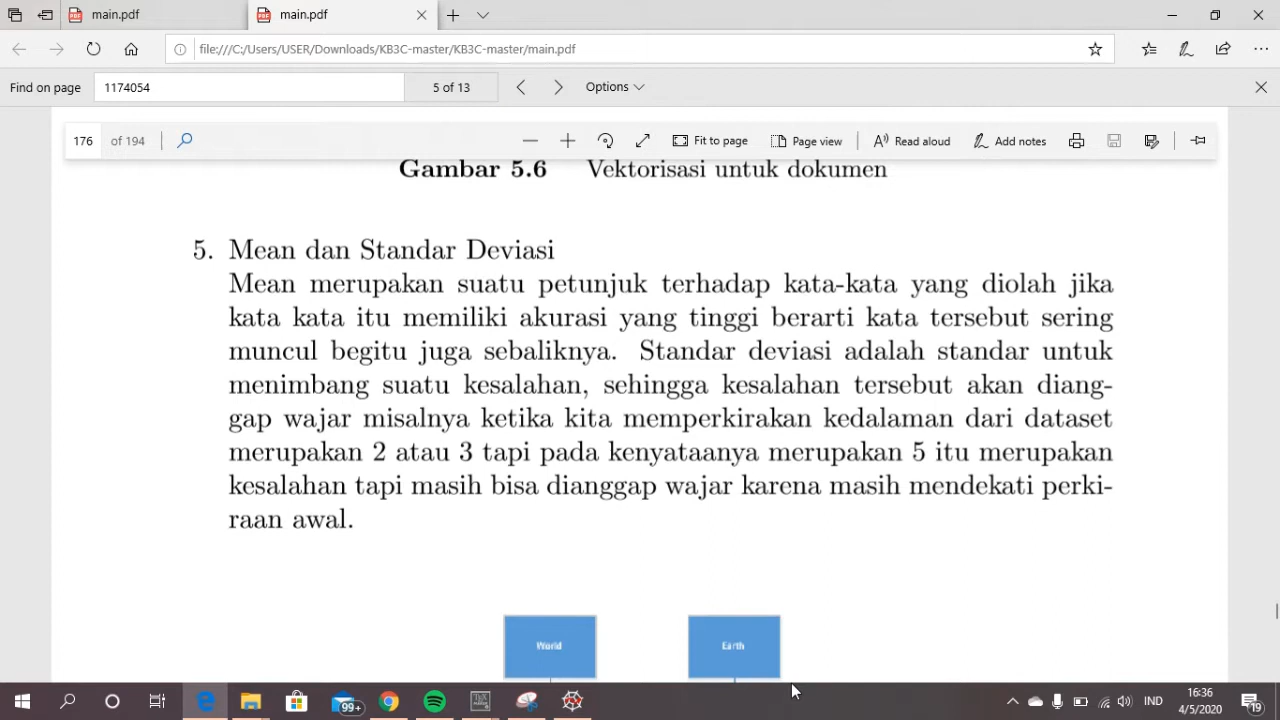 main.pdf
main.pdf
file:///C:/Users/USER/Downloads/KB3C-master/KB3C-master/main.pdf
Find on page 1174054 5 of 13 Options
176 of 194 Fit to page Page view Read aloud Add notes
Gambar 5.6 Vektorisasi untuk dokumen
5. Mean dan Standar Deviasi
Mean merupakan suatu petunjuk terhadap kata-kata yang diolah jika
kata kata itu memiliki akurasi yang tinggi berarti kata tersebut sering
muncul begitu juga sebaliknya. Standar deviasi adalah standar untuk
menimbang suatu kesalahan, sehingga kesalahan tersebut akan diang-
gap wajar misalnya ketika kita memperkirakan kedalaman dari dataset
merupakan 2 atau 3 tapi pada kenyataanya merupakan 5 itu merupakan
kesalahan tapi masih bisa dianggap wajar karena masih mendekati perki-
raan awal.
World Earth
99+ IND 16:36
4/5/2020 19